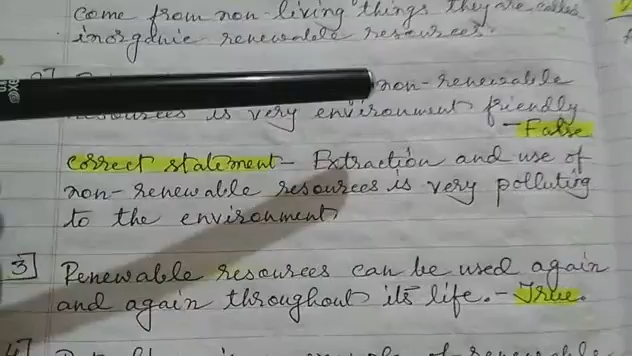 come from non-living things they are called
inorganic renewable resources.
non-renewable
resources is very environment friendly
- False
correct statement - Extraction and use of
non-renewable resources is very polluting
to the environment
3] Renewable resources can be used again
and again throughout its life. - True.
4]